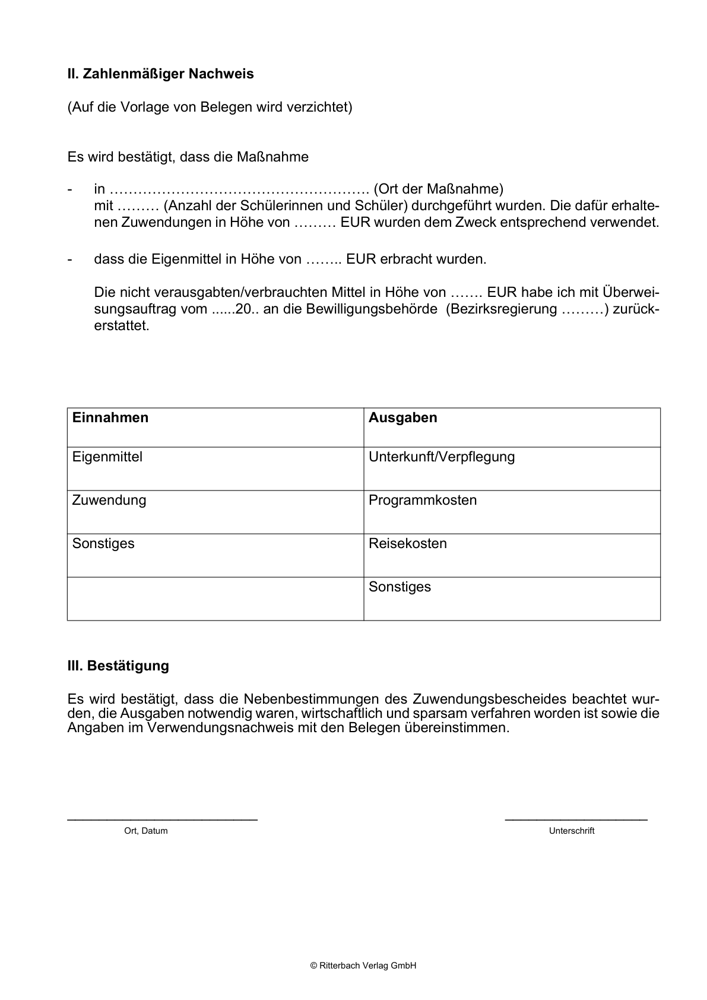 II. Zahlenmäßiger Nachweis
(Auf die Vorlage von Belegen wird verzichtet)
Es wird bestätigt, dass die Maßnahme
- in ………………………………………………. (Ort der Maßnahme)
mit ……… (Anzahl der Schülerinnen und Schüler) durchgeführt wurden. Die dafür erhalte-
nen Zuwendungen in Höhe von ……… EUR wurden dem Zweck entsprechend verwendet.
- dass die Eigenmittel in Höhe von …….. EUR erbracht wurden.
Die nicht verausgabten/verbrauchten Mittel in Höhe von ……. EUR habe ich mit Überwei-
sungsauftrag vom ......20.. an die Bewilligungsbehörde  (Bezirksregierung ………) zurück-
erstattet.
Einnahmen Ausgaben
Eigenmittel Unterkunft/Verpflegung
Zuwendung Programmkosten
Sonstiges Reisekosten
Sonstiges
III. Bestätigung
Es wird bestätigt, dass die Nebenbestimmungen des Zuwendungsbescheides beachtet wur-
den, die Ausgaben notwendig waren, wirtschaftlich und sparsam verfahren worden ist sowie die
Angaben im Verwendungsnachweis mit den Belegen übereinstimmen.
________________________ __________________
Ort, Datum Unterschrift
© Ritterbach Verlag GmbH